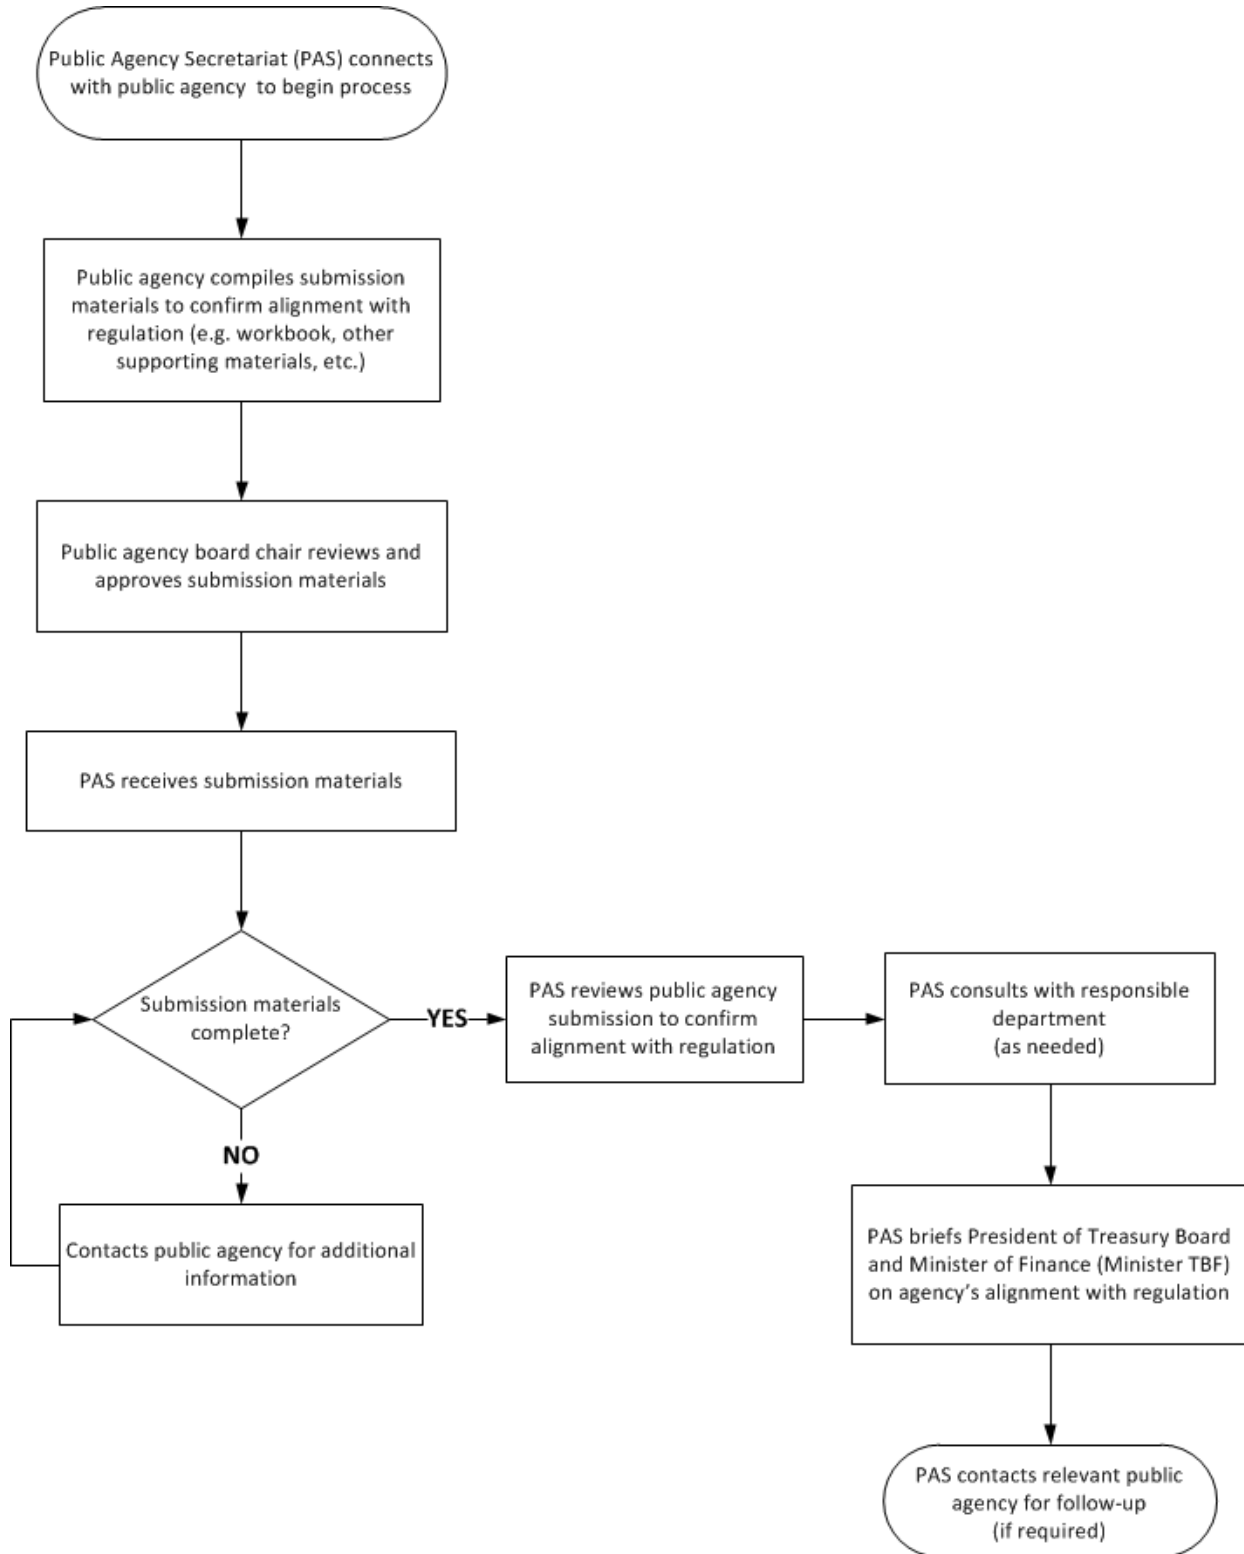 Public Agency Secretariat (PAS) connects
with public agency  to begin process
Public agency compiles submission
materials to confirm alignment with
regulation (e.g. workbook, other
supporting materials, etc.)
Public agency board chair reviews and
approves submission materials
PAS receives submission materials
Submission materials
complete?
YES
NO
Contacts public agency for additional
information
PAS reviews public agency
submission to confirm
alignment with regulation
PAS consults with responsible
department
(as needed)
PAS briefs President of Treasury Board
and Minister of Finance (Minister TBF)
on agency’s alignment with regulation
PAS contacts relevant public
agency for follow-up
(if required)